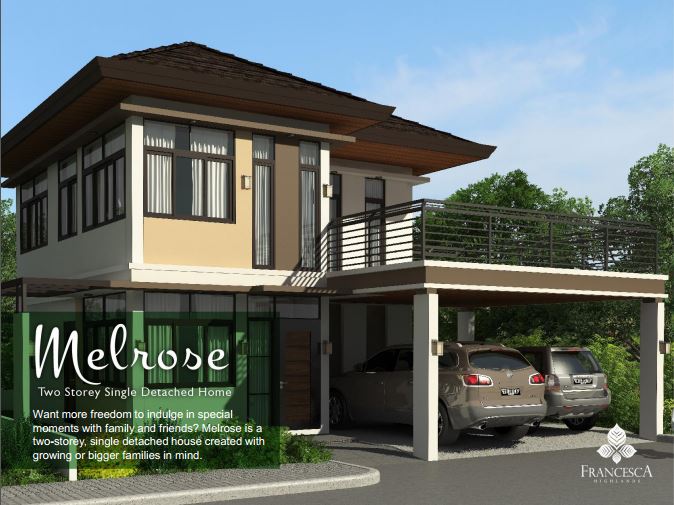 Melrose
Two Storey Single Detached Home
Want more freedom to indulge in special
moments with family and friends? Melrose is a
two-storey, single detached house created with
growing or bigger families in mind.
FRANCESCA
HIGHLANDS